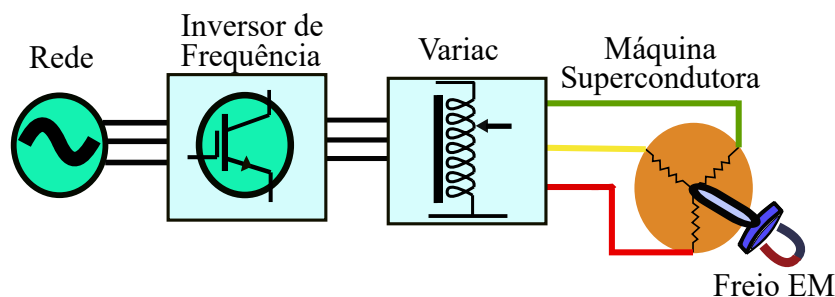 Rede
Inversor de
Frequência
Variac
Máquina
Supercondutora
Freio EM